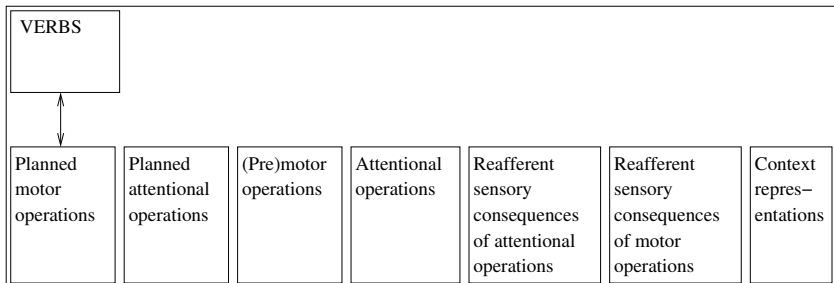 VERBS
Planned
motor
operations
Planned
attentional
operations
(Pre)motor
operations
Attentional
operations
Reafferent
sensory
consequences
of attentional
operations
Reafferent
sensory
consequences
of motor
operations
Context
repres−
entations